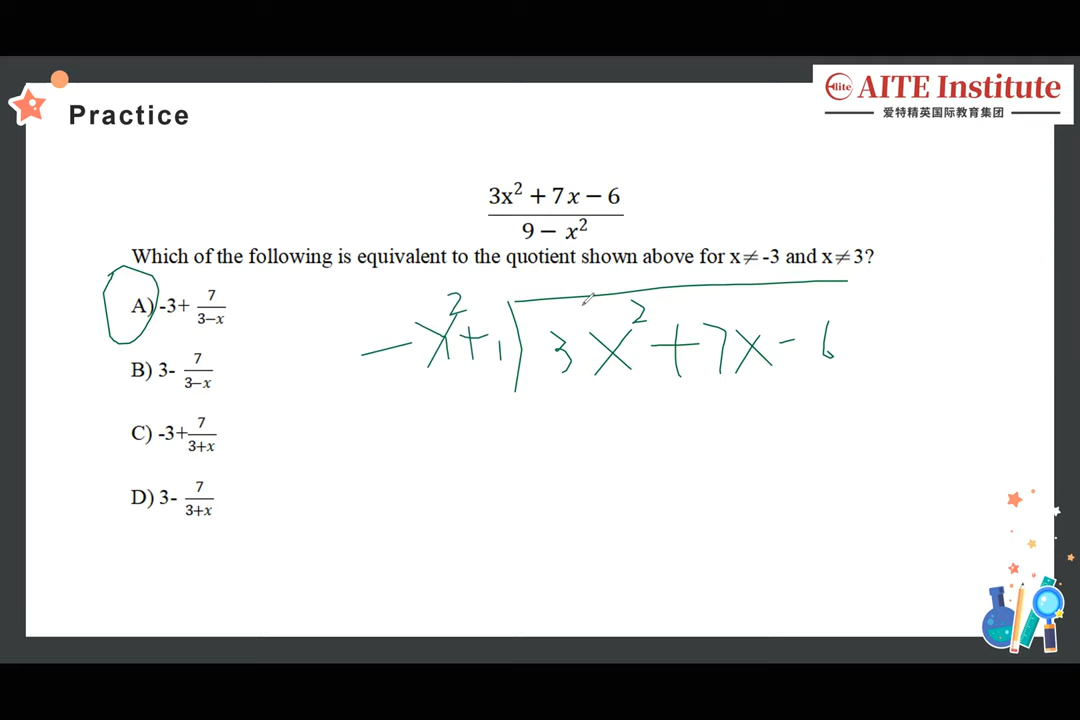 Elite AITE Institute
爱特精英国际教育集团
Practice
3x² + 7x − 6
9 − x²
Which of the following is equivalent to the quotient shown above for x≠-3 and x≠3?
A) -3+ 7/(3−x)
B) 3- 7/(3−x)
C) -3+ 7/(3+x)
D) 3- 7/(3+x)
−x²+1 3x²+7x−6